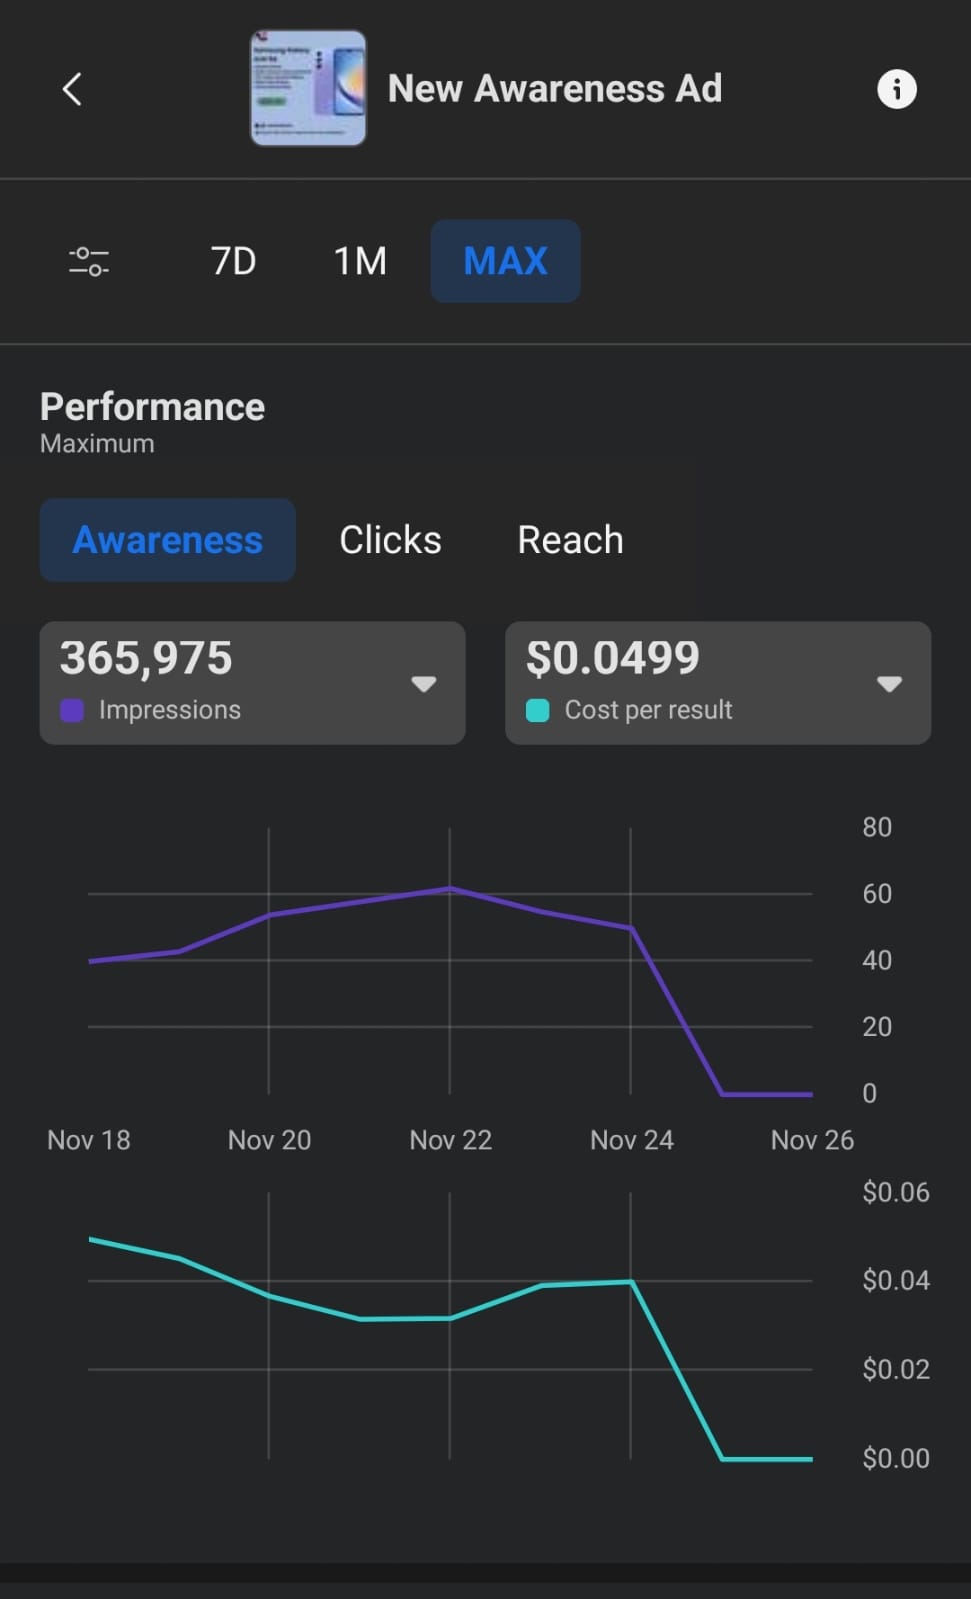 New Awareness Ad
7D 1M MAX
Performance
Maximum
Awareness Clicks Reach
365,975
Impressions
$0.0499
Cost per result
80
60
40
20
0
Nov 18 Nov 20 Nov 22 Nov 24 Nov 26
$0.06
$0.04
$0.02
$0.00